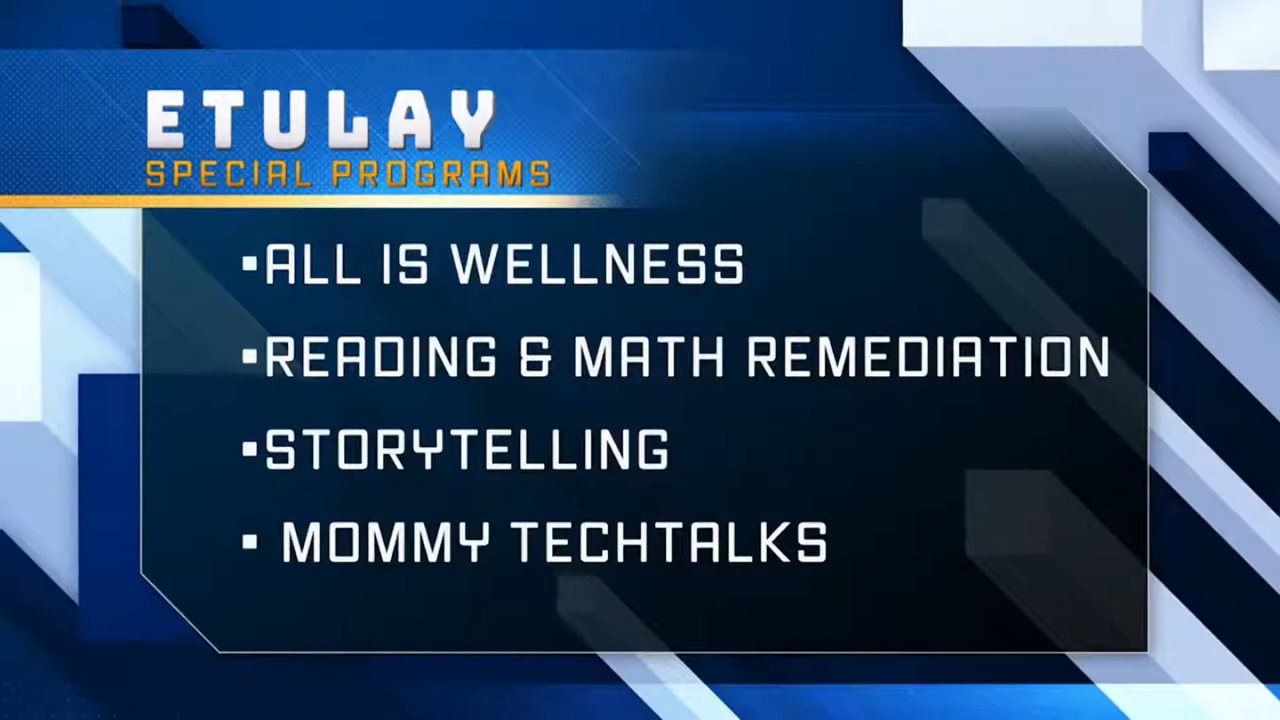 ETULAY
SPECIAL PROGRAMS
▪ALL IS WELLNESS
▪READING & MATH REMEDIATION
▪STORYTELLING
▪ MOMMY TECHTALKS